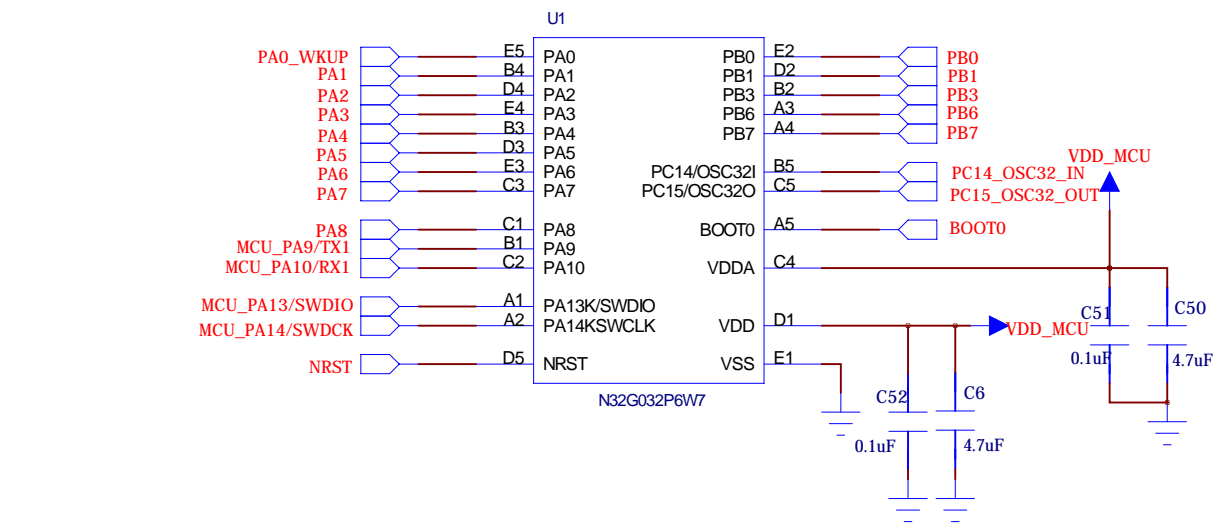 U1
PA0_WKUP E5 PA0 PB0 E2 PB0
PA1 B4 PA1 PB1 D2 PB1
PA2 D4 PA2 PB3 B2 PB3
PA3 E4 PA3 PB6 A3 PB6
PA4 B3 PA4 PB7 A4 PB7
PA5 D3 PA5
VDD_MCU
PA6 E3 PA6 PC14/OSC32I B5 PC14_OSC32_IN
PA7 C3 PA7 PC15/OSC32O C5 PC15_OSC32_OUT
PA8 C1 PA8 BOOT0 A5 BOOT0
MCU_PA9/TX1 B1 PA9
MCU_PA10/RX1 C2 PA10 VDDA C4
MCU_PA13/SWDIO A1 PA13K/SWDIO
C51 C50
MCU_PA14/SWDCK A2 PA14KSWCLK VDD D1 VDD_MCU
0.1uF 4.7uF
NRST D5 NRST VSS E1
N32G032P6W7
C52 C6
0.1uF 4.7uF